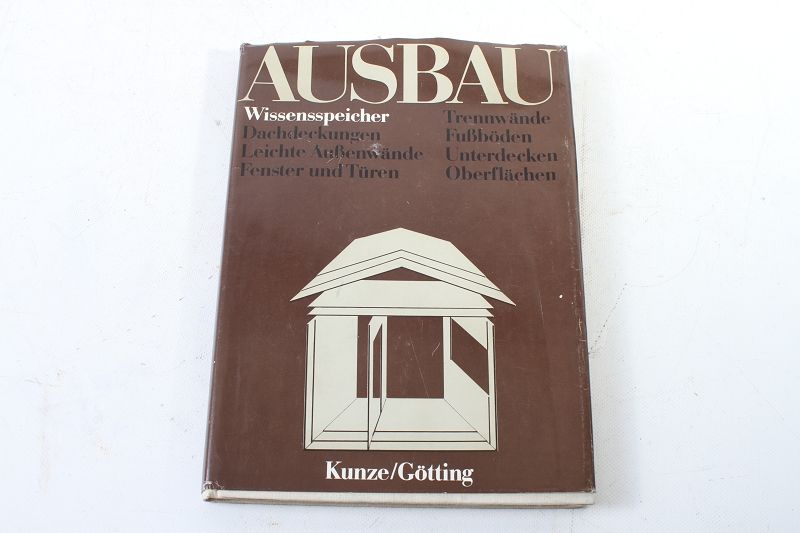 AUSBAU
Wissensspeicher
Dachdeckungen
Leichte Außenwände
Fenster und Türen
Trennwände
Fußböden
Unterdecken
Oberflächen
Kunze/Götting